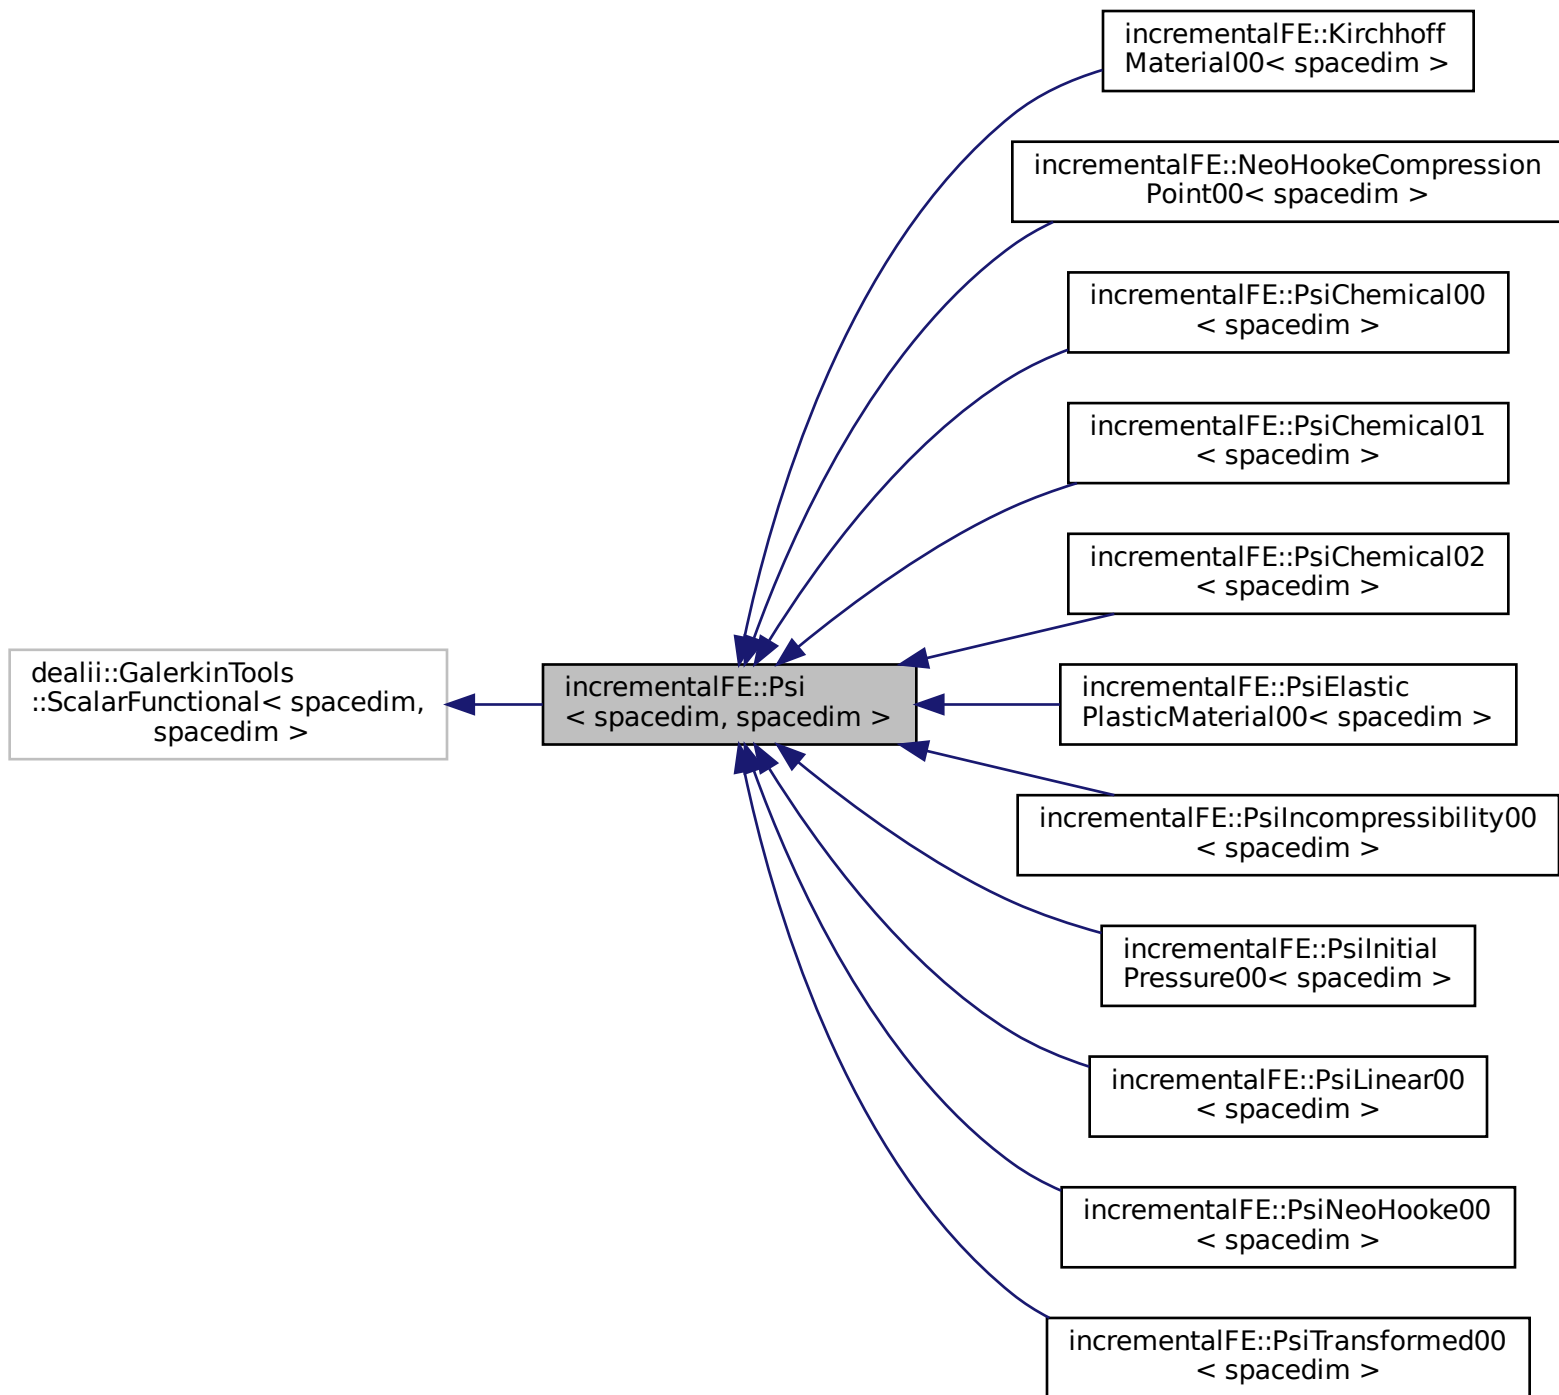 incrementalFE::Kirchhoff
Material00< spacedim >
incrementalFE::NeoHookeCompression
Point00< spacedim >
incrementalFE::PsiChemical00
< spacedim >
incrementalFE::PsiChemical01
< spacedim >
incrementalFE::PsiChemical02
< spacedim >
dealii::GalerkinTools
::ScalarFunctional< spacedim,
spacedim >
incrementalFE::Psi
< spacedim, spacedim >
incrementalFE::PsiElastic
PlasticMaterial00< spacedim >
incrementalFE::PsiIncompressibility00
< spacedim >
incrementalFE::PsiInitial
Pressure00< spacedim >
incrementalFE::PsiLinear00
< spacedim >
incrementalFE::PsiNeoHooke00
< spacedim >
incrementalFE::PsiTransformed00
< spacedim >